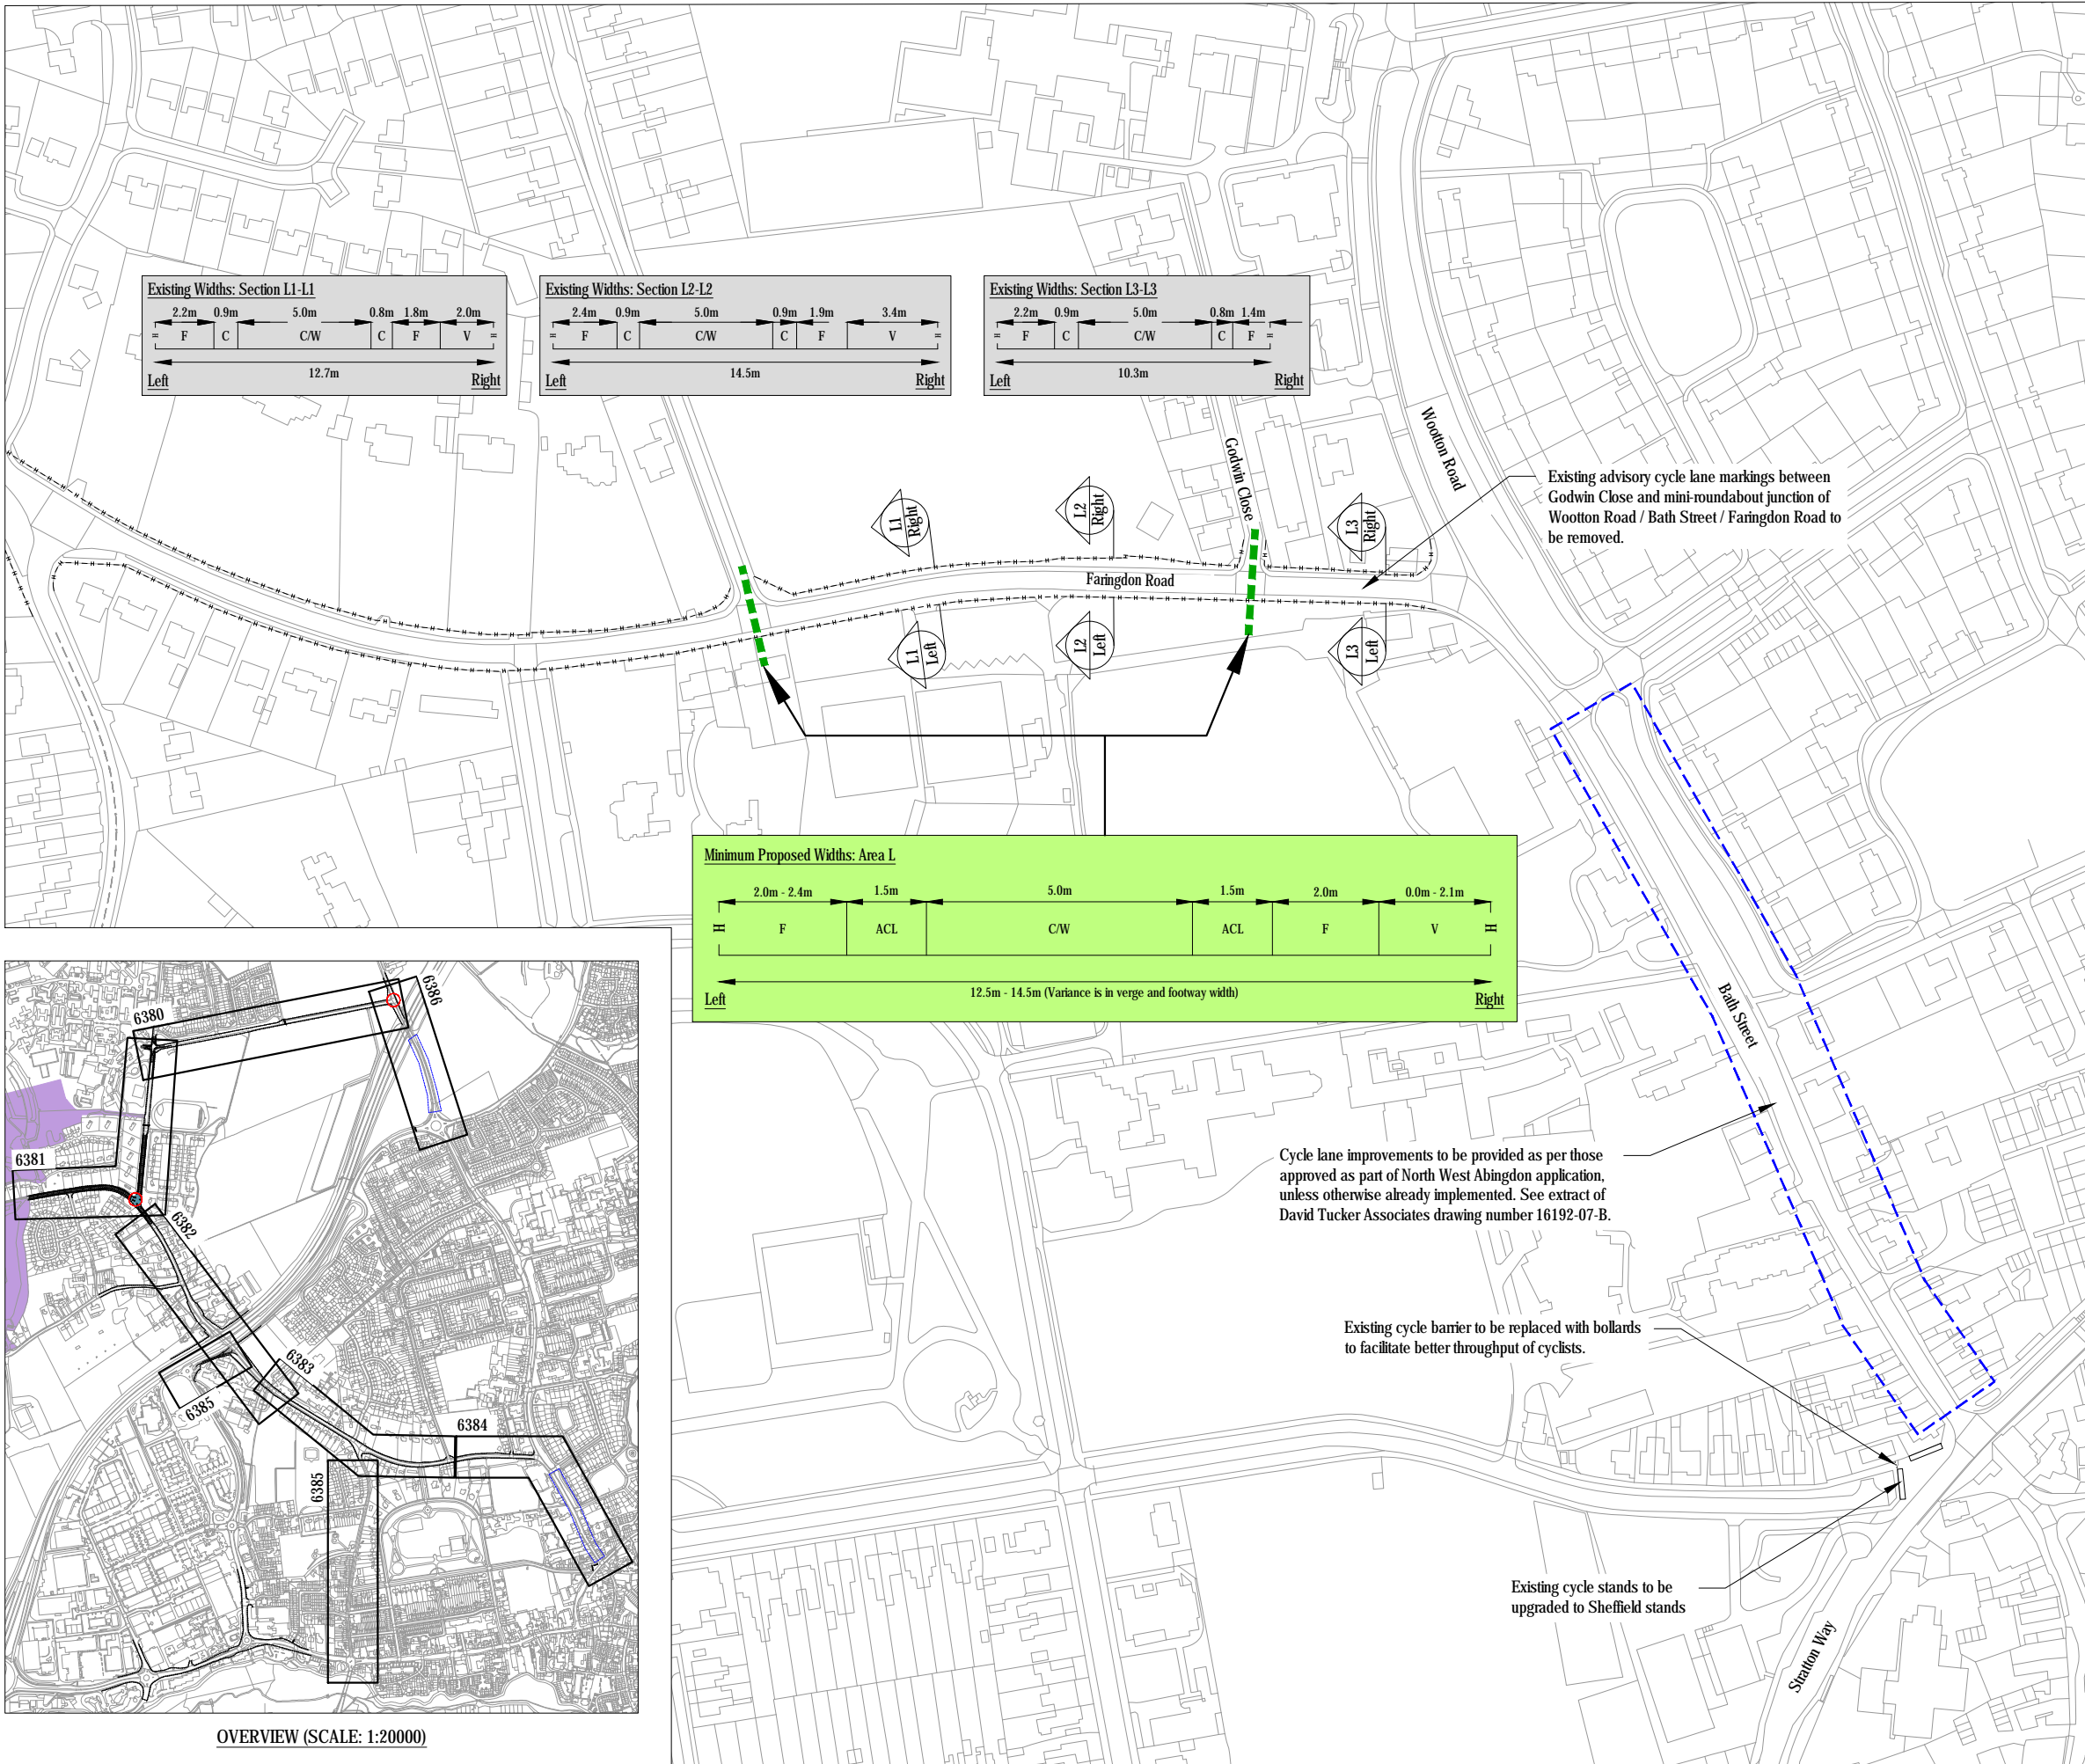 Existing Widths: Section L1-L1
2.2m 0.9m 5.0m 0.8m 1.8m 2.0m
H F C C/W C F V H
12.7m
Left Right
Existing Widths: Section L2-L2
2.4m 0.9m 5.0m 0.9m 1.9m 3.4m
H F C C/W C F V H
14.5m
Left Right
Existing Widths: Section L3-L3
2.2m 0.9m 5.0m 0.8m 1.4m
H F C C/W C F H
10.3m
Left Right
Godwin Close
Wootton Road
Existing advisory cycle lane markings between
Godwin Close and mini-roundabout junction of
Wootton Road / Bath Street / Faringdon Road to
be removed.
L1 Right
L2 Right
L3 Right
Faringdon Road
L1 Left
L2 Left
L3 Left
Minimum Proposed Widths: Area L
2.0m - 2.4m 1.5m 5.0m 1.5m 2.0m 0.0m - 2.1m
H F ACL C/W ACL F V H
12.5m - 14.5m (Variance is in verge and footway width)
Left Right
Bath Street
Cycle lane improvements to be provided as per those
approved as part of North West Abingdon application,
unless otherwise already implemented. See extract of
David Tucker Associates drawing number 16192-07-B.
Existing cycle barrier to be replaced with bollards
to facilitate better throughput of cyclists.
Existing cycle stands to be
upgraded to Sheffield stands
Stratton Way
6380
6386
6381
6382
6383
6385
6384
6385
OVERVIEW (SCALE: 1:20000)